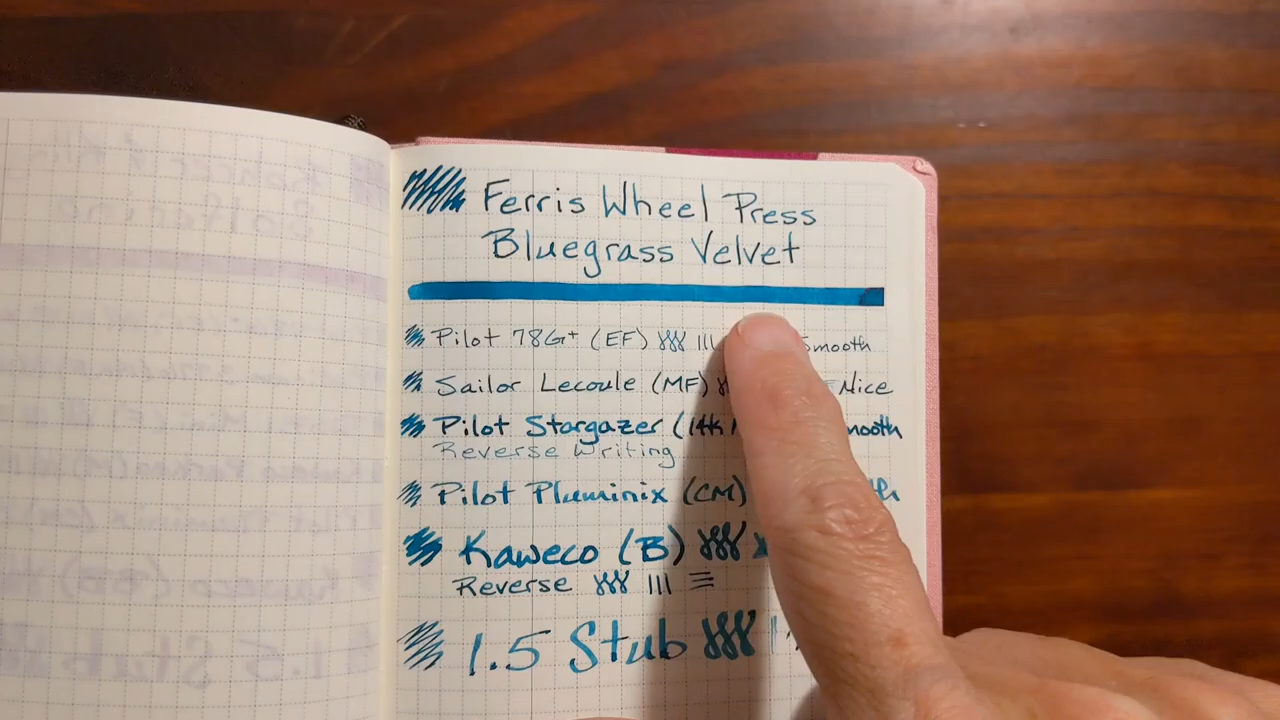 Ferris Wheel Press
Bluegrass Velvet
Pilot 78G+ (EF) Smooth
Sailor Lecoule (MF) Nice
Pilot Stargazer (14k
Reverse Writing
Pilot Pluminix (CM)
Kaweco (B)
Reverse
1.5 Stub